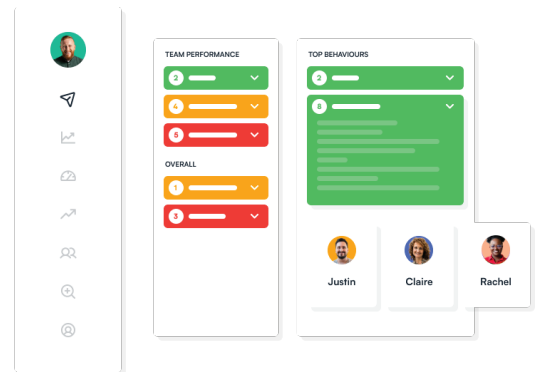 TEAM PERFORMANCE
2
4
5
OVERALL
1
3
TOP BEHAVIOURS
2
8
Justin
Claire
Rachel